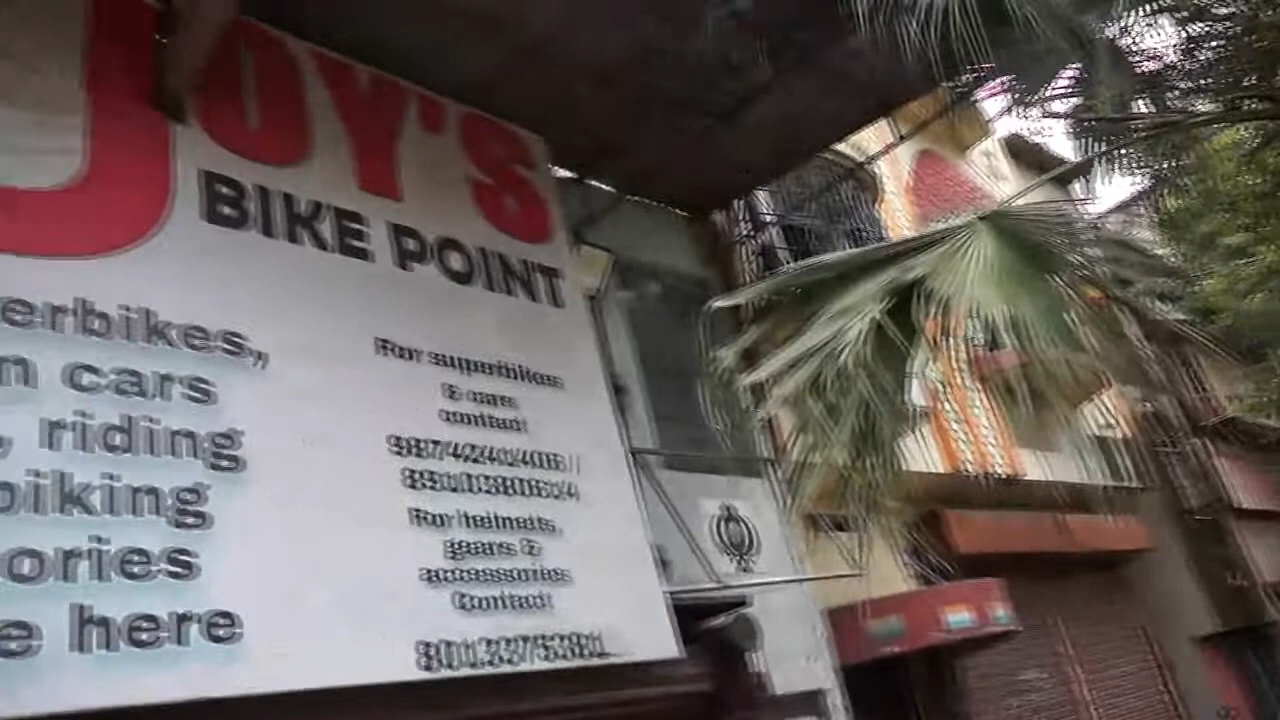 JOY'S
BIKE POINT
erbikes,
n cars
, riding
biking
ories
e here
For superbikes
& cars
contact
For helmets,
gears &
accessories
Contact